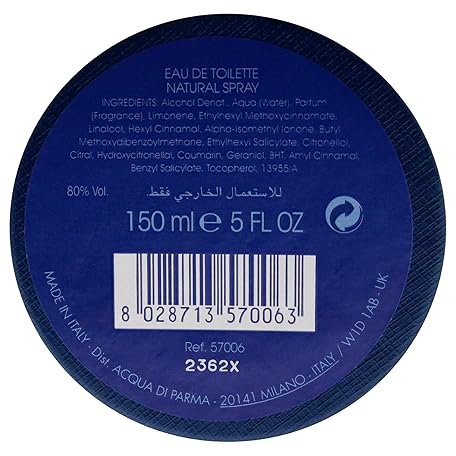 EAU DE TOILETTE
NATURAL SPRAY
INGREDIENTS: Alcohol Denat., Aqua (Water), Parfum
(Fragrance), Limonene, Ethylhexyl Methoxycinnamate,
Linalool, Hexyl Cinnamal, Alpha-Isomethyl Ionone, Butyl
Methoxydibenzoylmethane, Ethylhexyl Salicylate, Citronellol,
Citral, Hydroxycitronellal, Coumarin, Geraniol, BHT, Amyl Cinnamal,
Benzyl Salicylate, Tocopherol, 13955/A
80% Vol.
للاستعمال الخارجي فقط.
150 ml e 5 FL OZ
8 028713 570063
Ref. 57006
2362X
MADE IN ITALY - Dist. ACQUA DI PARMA - 20141 MILANO - ITALY / W1D 1AB - UK